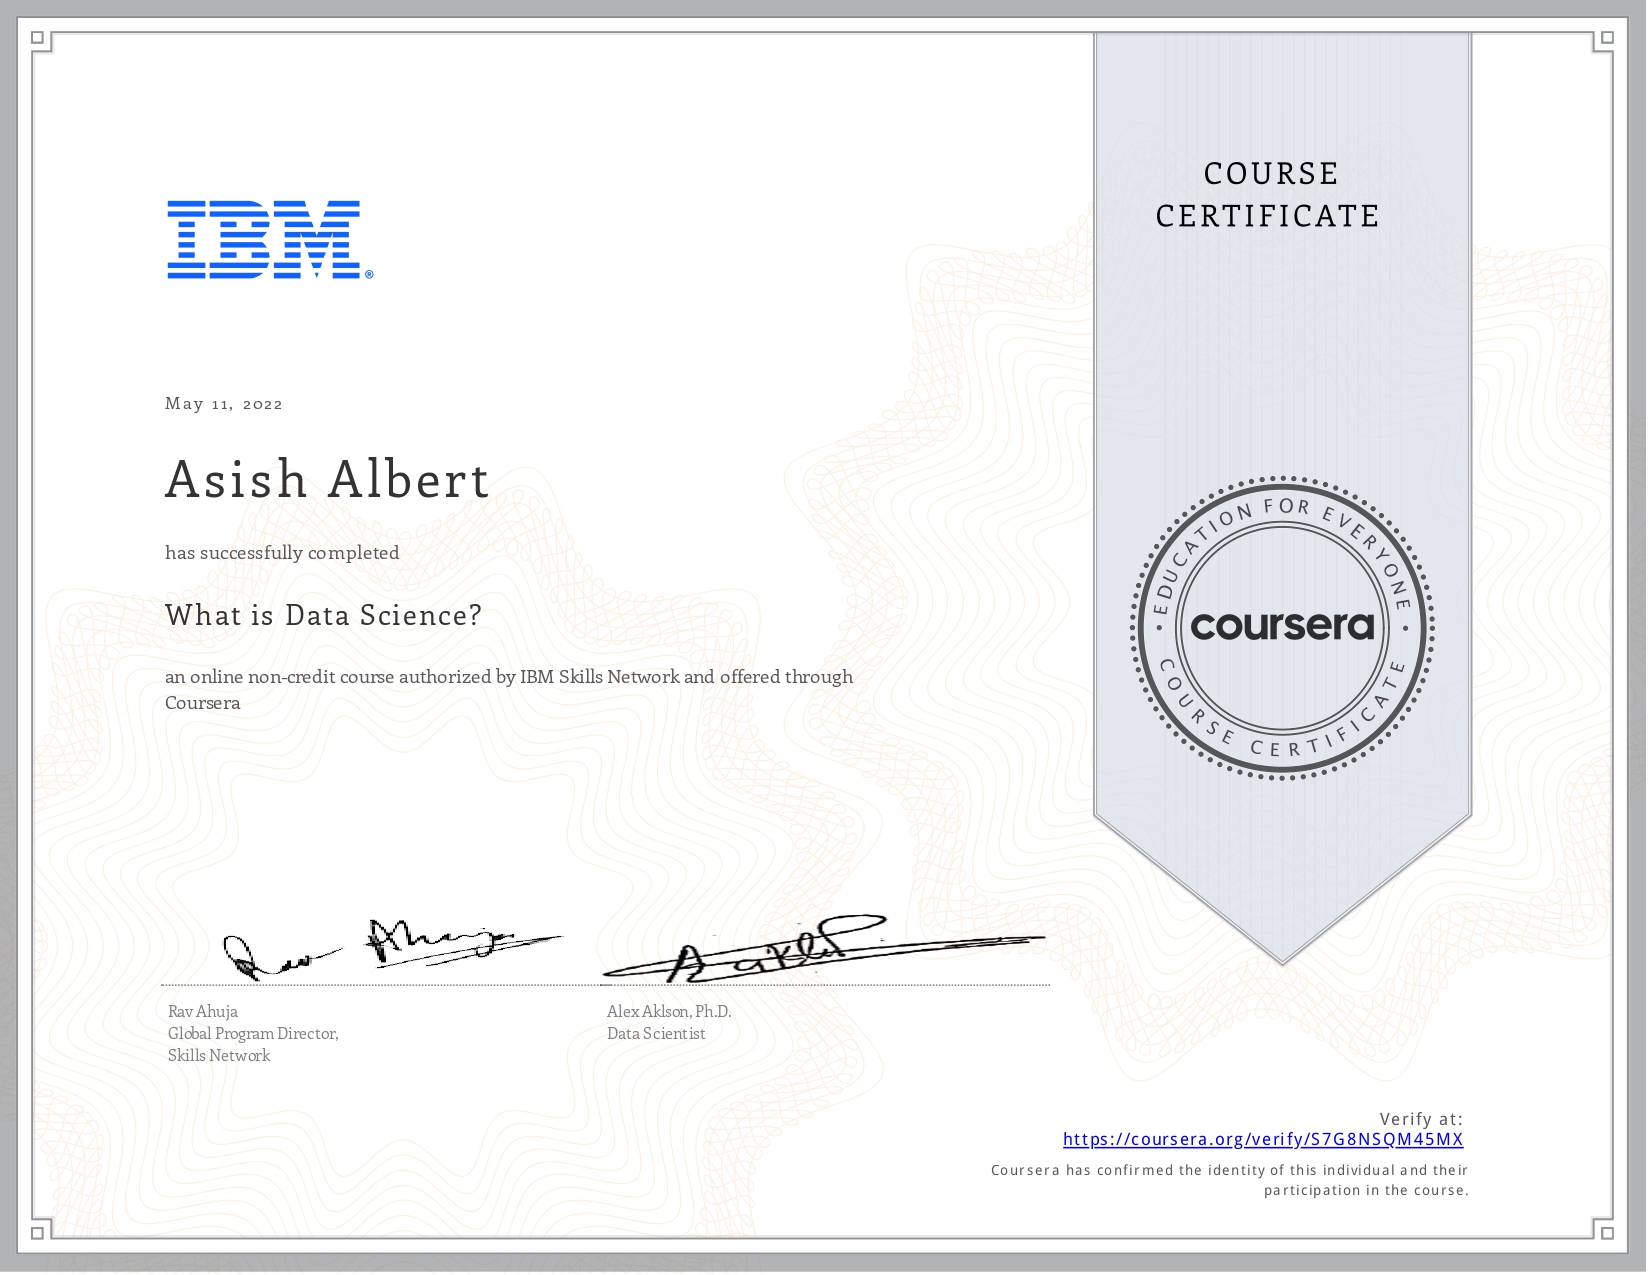 IBM®
COURSE
CERTIFICATE
May 11, 2022
Asish Albert
has successfully completed
What is Data Science?
an online non-credit course authorized by IBM Skills Network and offered through
Coursera
• EDUCATION FOR EVERYONE •
coursera
COURSE CERTIFICATE
Rav Ahuja
Global Program Director,
Skills Network
Alex Aklson, Ph.D.
Data Scientist
Verify at:
https://coursera.org/verify/S7G8NSQM45MX
Coursera has confirmed the identity of this individual and their
participation in the course.